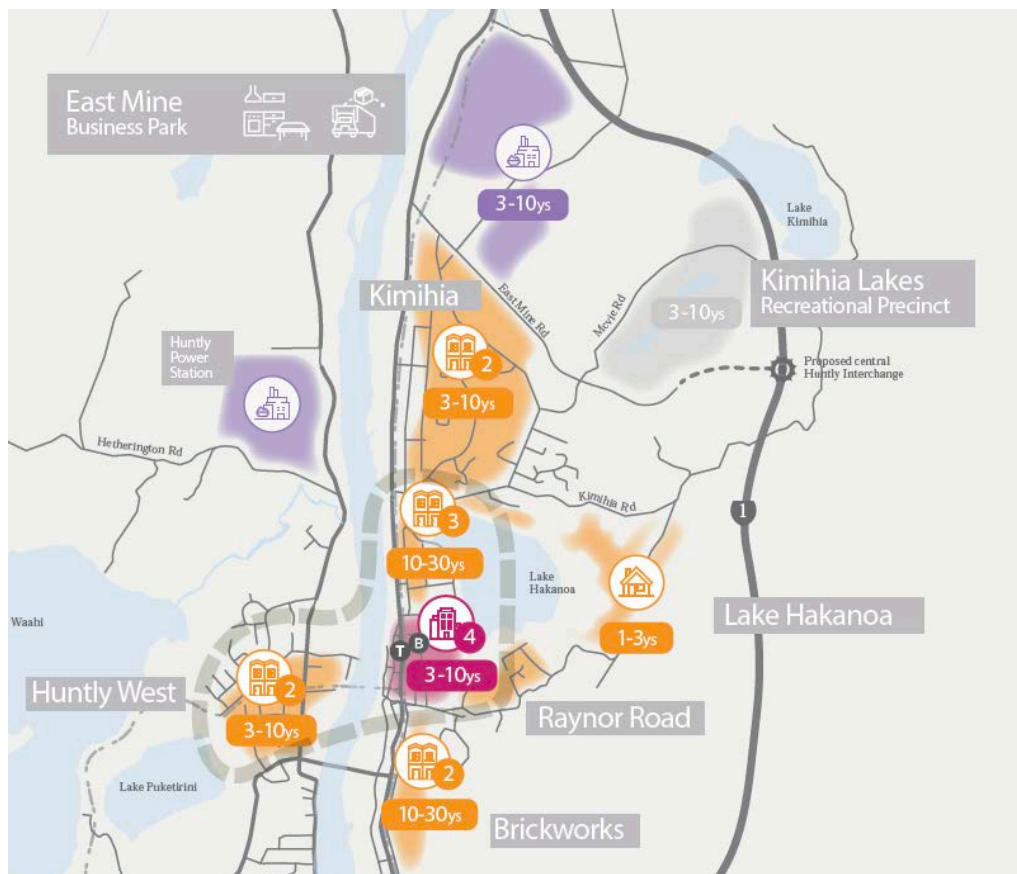 East Mine
Business Park
3-10ys
Lake
Kimihia
Kimihia
East Mine Rd
Mcvie Rd
3-10ys
Kimihia Lakes
Recreational Precinct
Huntly
Power
Station
2
3-10ys
Proposed central
Huntly Interchange
Hetherington Rd
Kimihia Rd
3
1
10-30ys
Lake
Hakanoa
Waahi
4
T
B
1-3ys
Lake Hakanoa
3-10ys
Huntly West
2
3-10ys
Raynor Road
Lake Puketirini
2
10-30ys
Brickworks